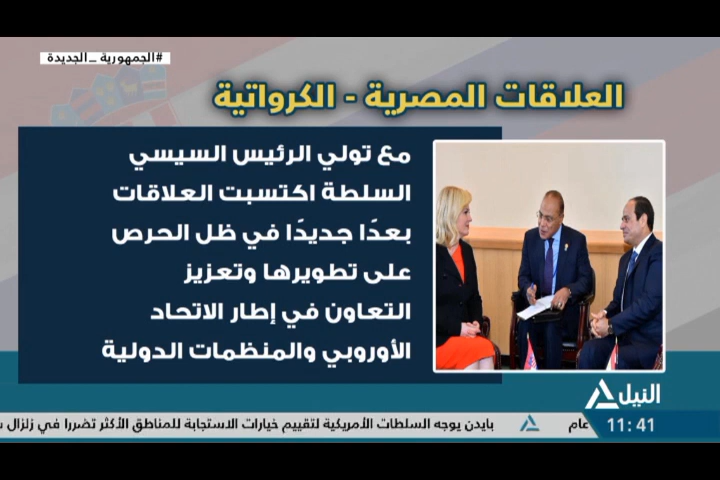 #الجمهورية_الجديدة
العلاقات المصرية - الكرواتية
مع تولي الرئيس السيسي
السلطة اكتسبت العلاقات
بعدًا جديدًا في ظل الحرص
على تطويرها وتعزيز
التعاون في إطار الاتحاد
الأوروبي والمنظمات الدولية
النيل
11:41
عام
بايدن يوجه السلطات الأمريكية لتقييم خيارات الاستجابة للمناطق الأكثر تضررا في زلزال